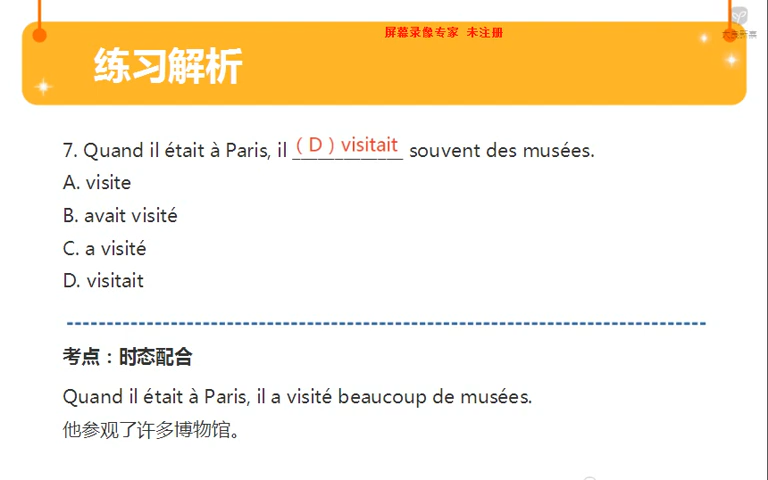 屏幕录像专家 未注册
练习解析
7. Quand il était à Paris, il (D) visitait souvent des musées.
A. visite
B. avait visité
C. a visité
D. visitait
考点：时态配合
Quand il était à Paris, il a visité beaucoup de musées.
他参观了许多博物馆。